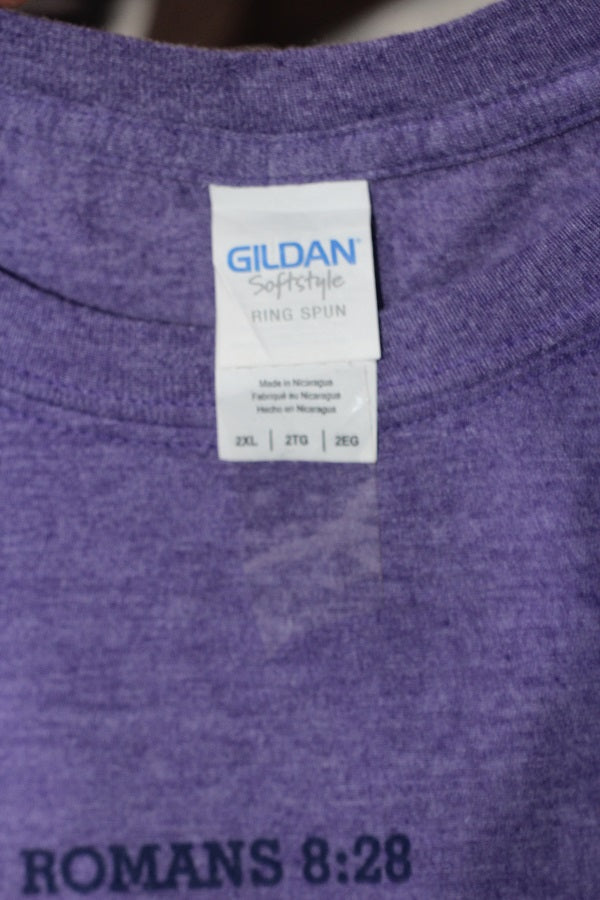 GILDAN®
Softstyle
RING SPUN
Made in Nicaragua
Fabriqué au Nicaragua
Hecho en Nicaragua
2XL | 2TG | 2EG
ROMANS 8:28